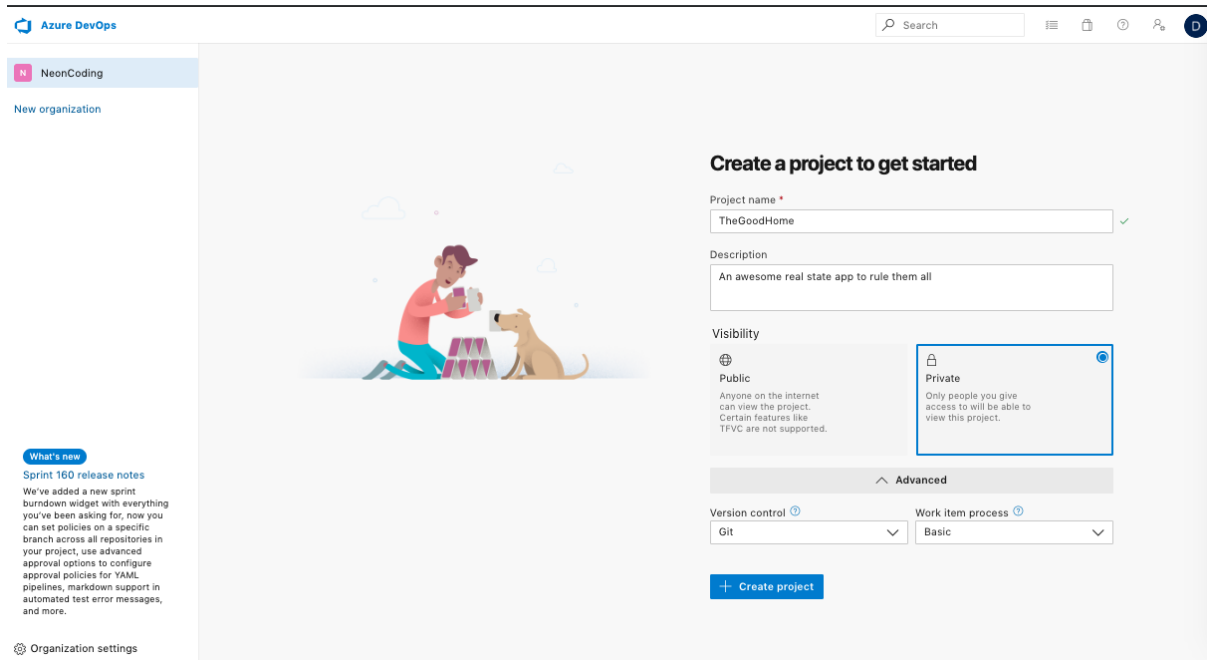 Azure DevOps
Search
D
N NeonCoding
New organization
What's new
Sprint 160 release notes
We've added a new sprint
burndown widget with everything
you've been asking for, now you
can set policies on a specific
branch across all repositories in
your project, use advanced
approval options to configure
approval policies for YAML
pipelines, markdown support in
automated test error messages,
and more.
Organization settings
Create a project to get started
Project name *
TheGoodHome
Description
An awesome real state app to rule them all
Visibility
Public
Anyone on the internet
can view the project.
Certain features like
TFVC are not supported.
Private
Only people you give
access to will be able to
view this project.
Advanced
Version control ?
Git
Work item process ?
Basic
+ Create project